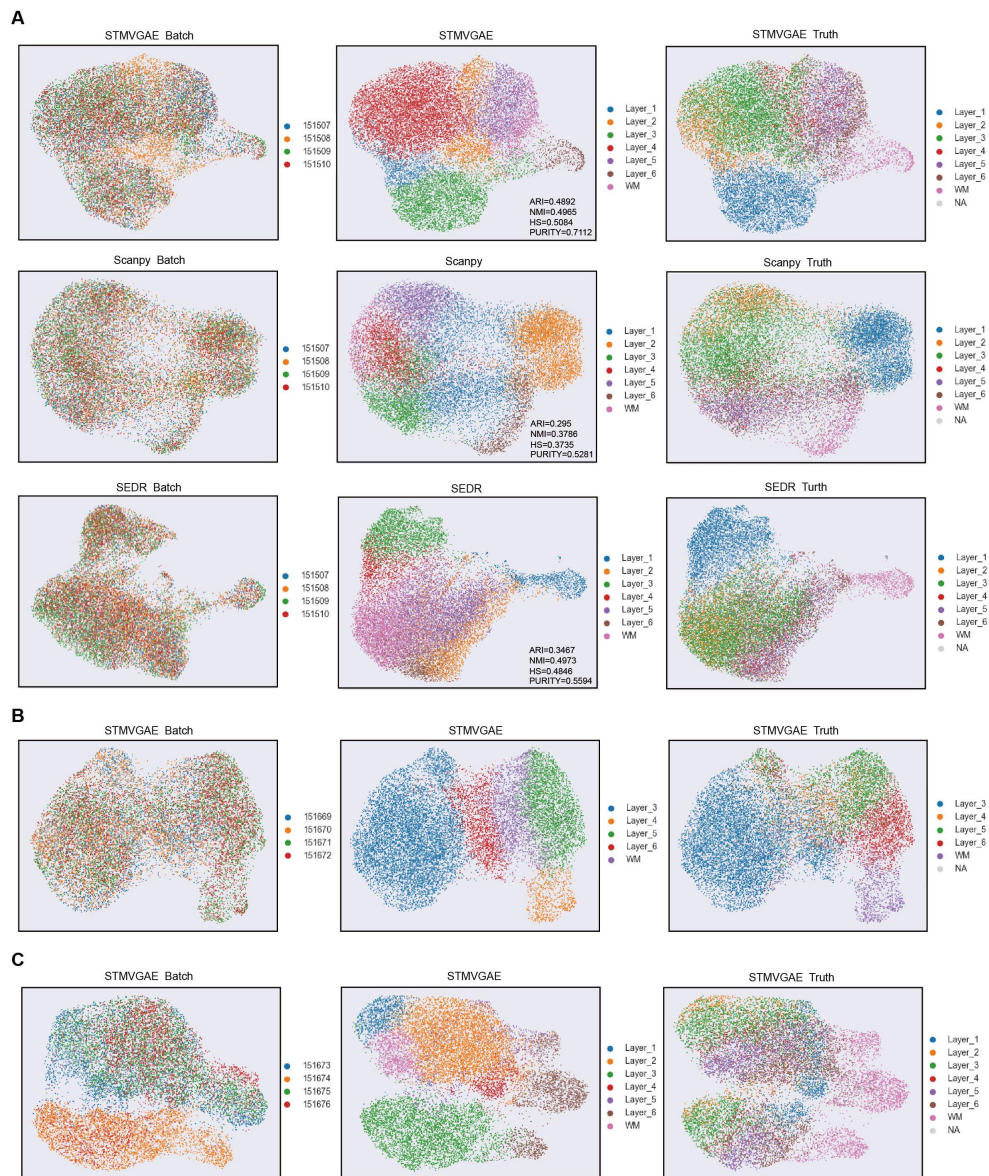 A
STMVGAE Batch
151507
151508
151509
151510
STMVGAE
Layer_1
Layer_2
Layer_3
Layer_4
Layer_5
Layer_6
WM
ARI=0.4892
NMI=0.4965
HS=0.5084
PURITY=0.7112
STMVGAE Truth
Layer_1
Layer_2
Layer_3
Layer_4
Layer_5
Layer_6
WM
NA
Scanpy Batch
151507
151508
151509
151510
Scanpy
Layer_1
Layer_2
Layer_3
Layer_4
Layer_5
Layer_6
WM
ARI=0.295
NMI=0.3786
HS=0.3735
PURITY=0.5281
Scanpy Truth
Layer_1
Layer_2
Layer_3
Layer_4
Layer_5
Layer_6
WM
NA
SEDR Batch
151507
151508
151509
151510
SEDR
Layer_1
Layer_2
Layer_3
Layer_4
Layer_5
Layer_6
WM
ARI=0.3467
NMI=0.4973
HS=0.4846
PURITY=0.5594
SEDR Turth
Layer_1
Layer_2
Layer_3
Layer_4
Layer_5
Layer_6
WM
NA
B
STMVGAE Batch
151669
151670
151671
151672
STMVGAE
Layer_3
Layer_4
Layer_5
Layer_6
WM
STMVGAE Truth
Layer_3
Layer_4
Layer_5
Layer_6
WM
NA
C
STMVGAE Batch
151673
151674
151675
151676
STMVGAE
Layer_1
Layer_2
Layer_3
Layer_4
Layer_5
Layer_6
WM
STMVGAE Truth
Layer_1
Layer_2
Layer_3
Layer_4
Layer_5
Layer_6
WM
NA